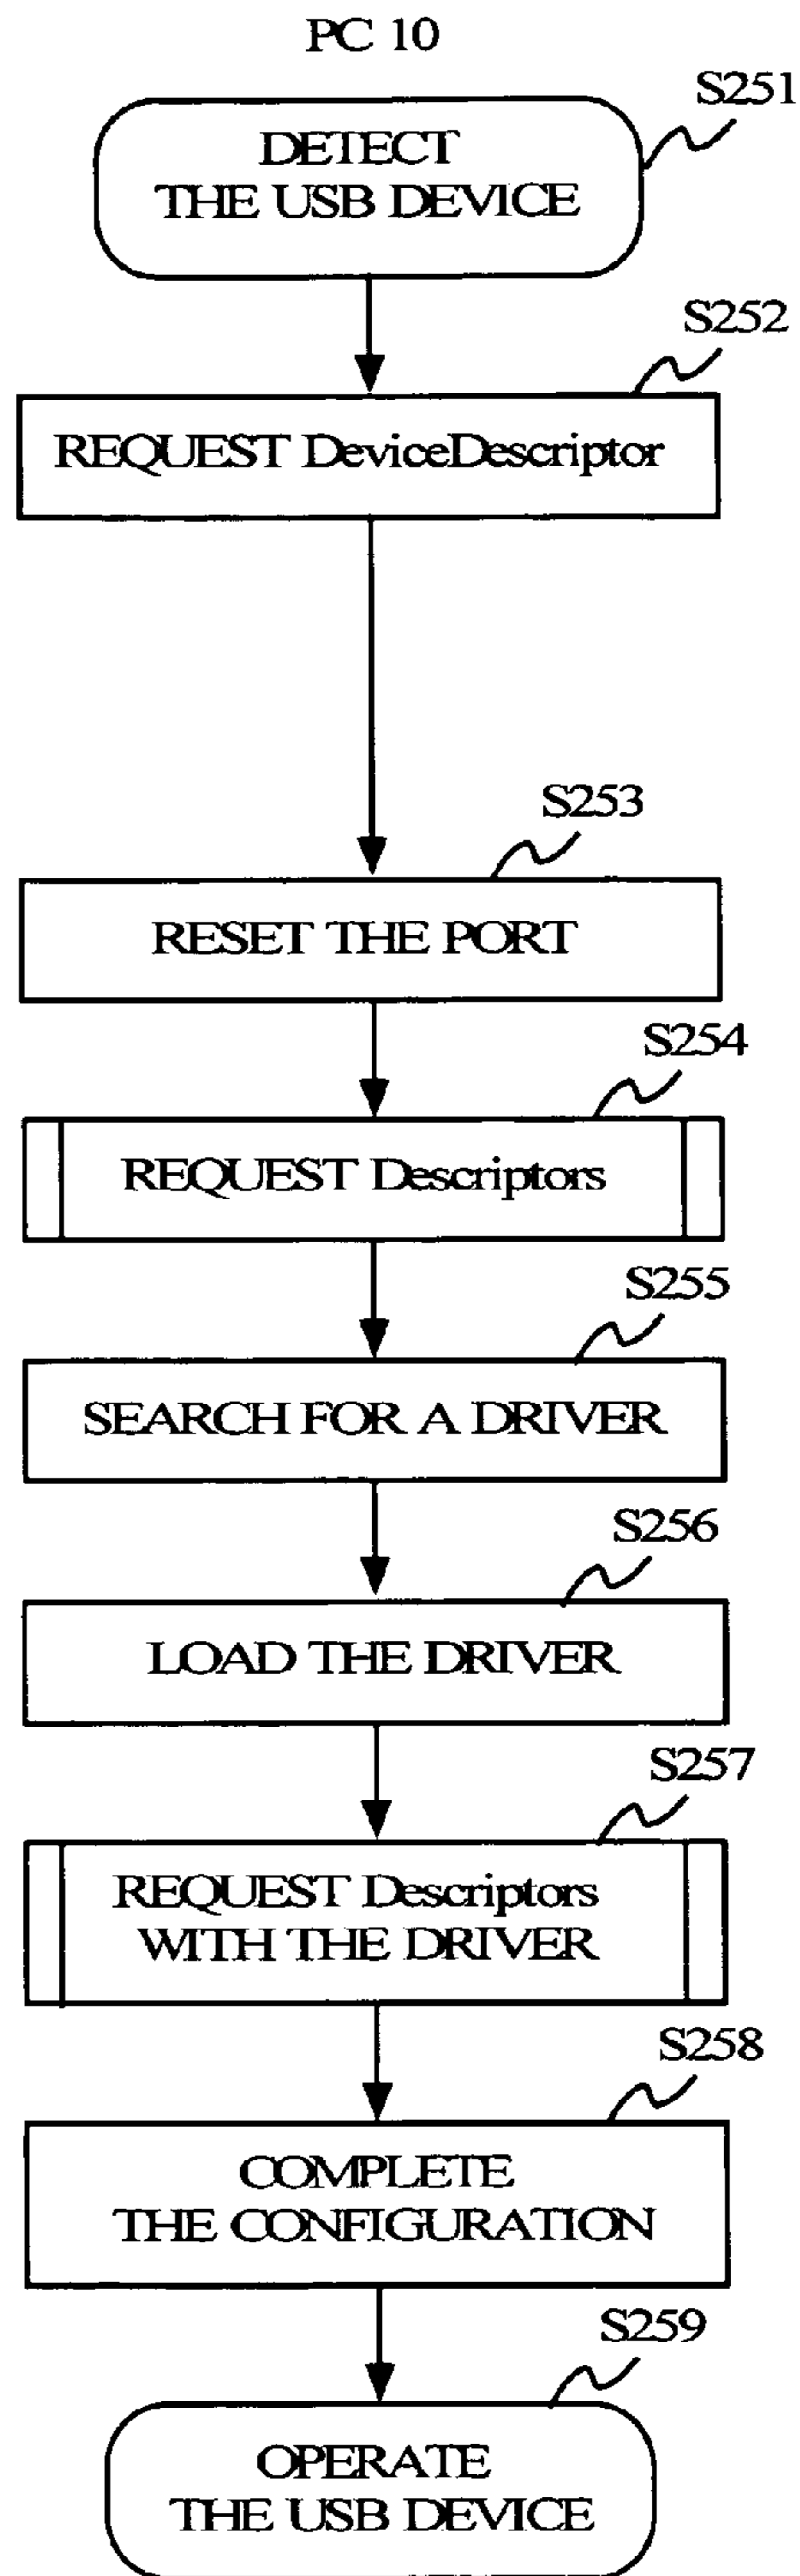 PC 10
S251
DETECT
THE USB DEVICE
S252
REQUEST DeviceDescriptor
S253
RESET THE PORT
S254
REQUEST Descriptors
S255
SEARCH FOR A DRIVER
S256
LOAD THE DRIVER
S257
REQUEST Descriptors
WITH THE DRIVER
S258
COMPLETE
THE CONFIGURATION
S259
OPERATE
THE USB DEVICE